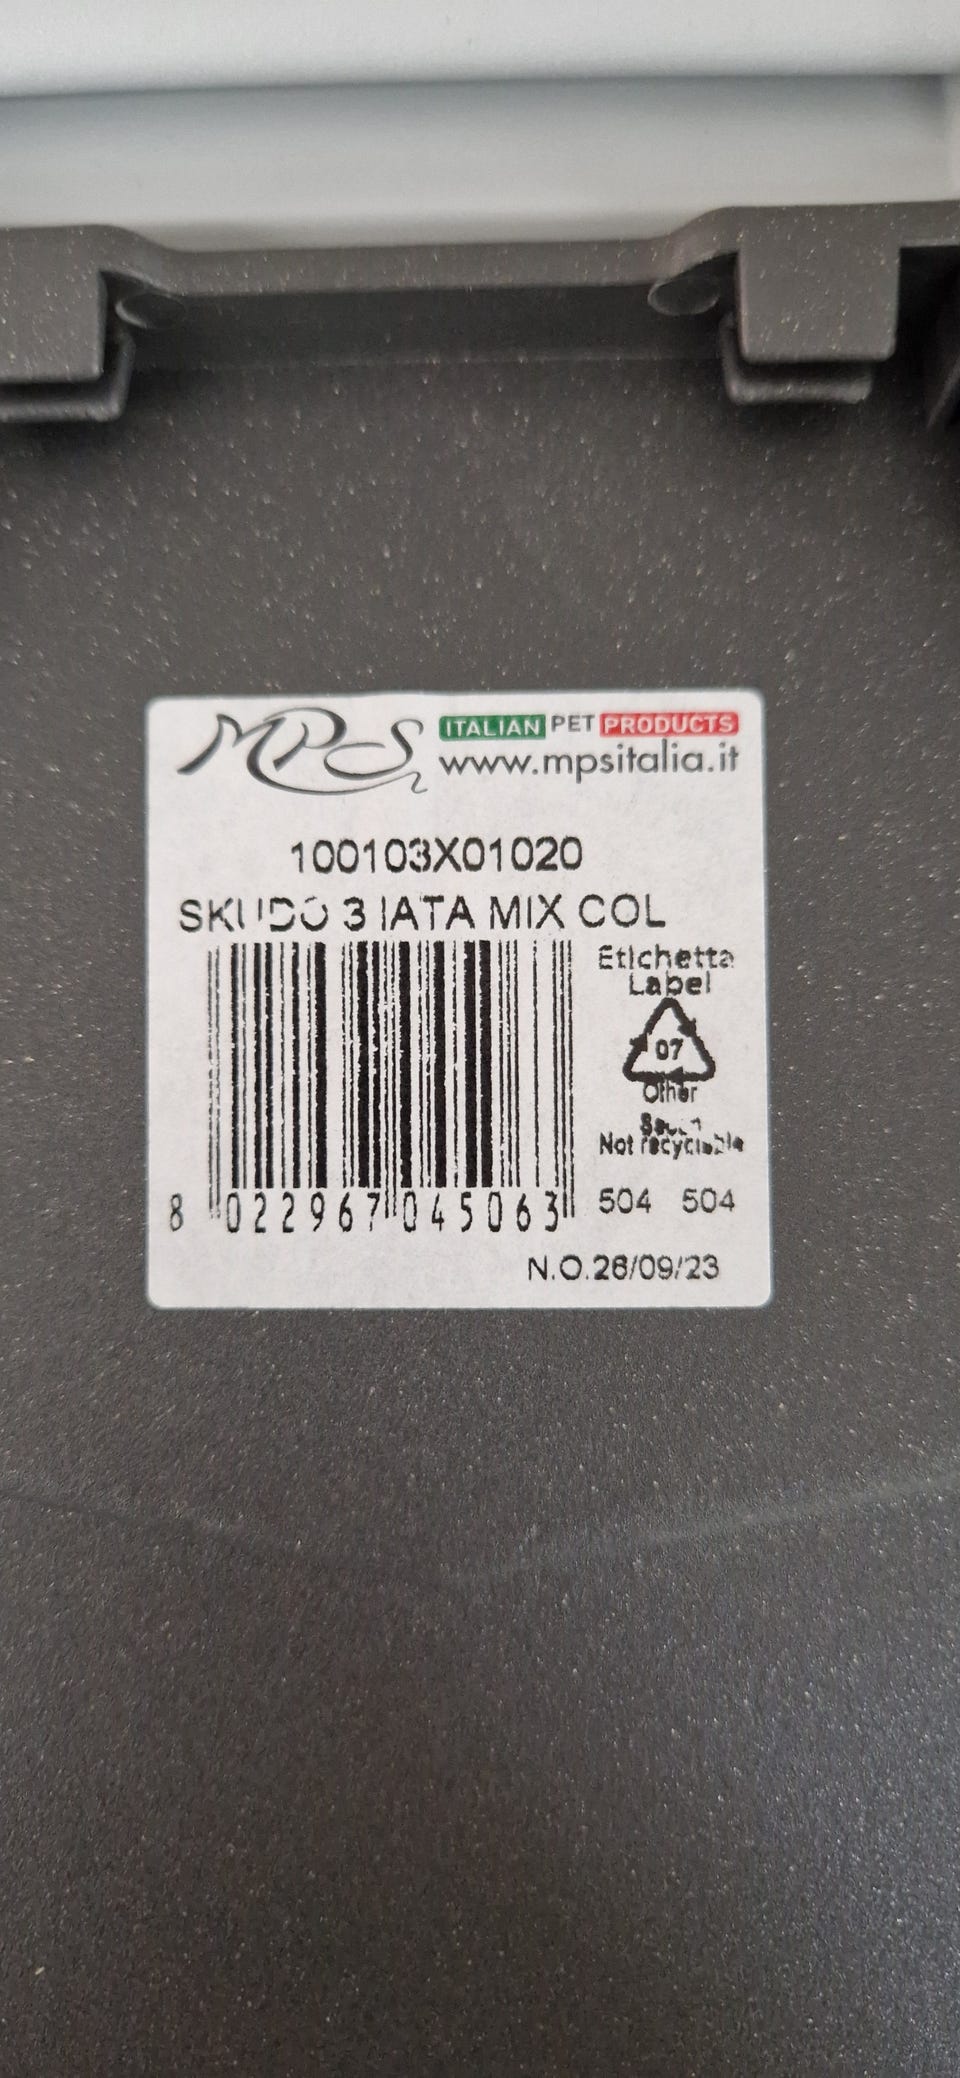 MPS2
ITALIAN PET PRODUCTS
www.mpsitalia.it
100103X01020
SKUDO 3 IATA MIX COL
Etichetta
Label
07
Other
Not recyclable
8 022967 045063
504 504
N.O.26/09/23